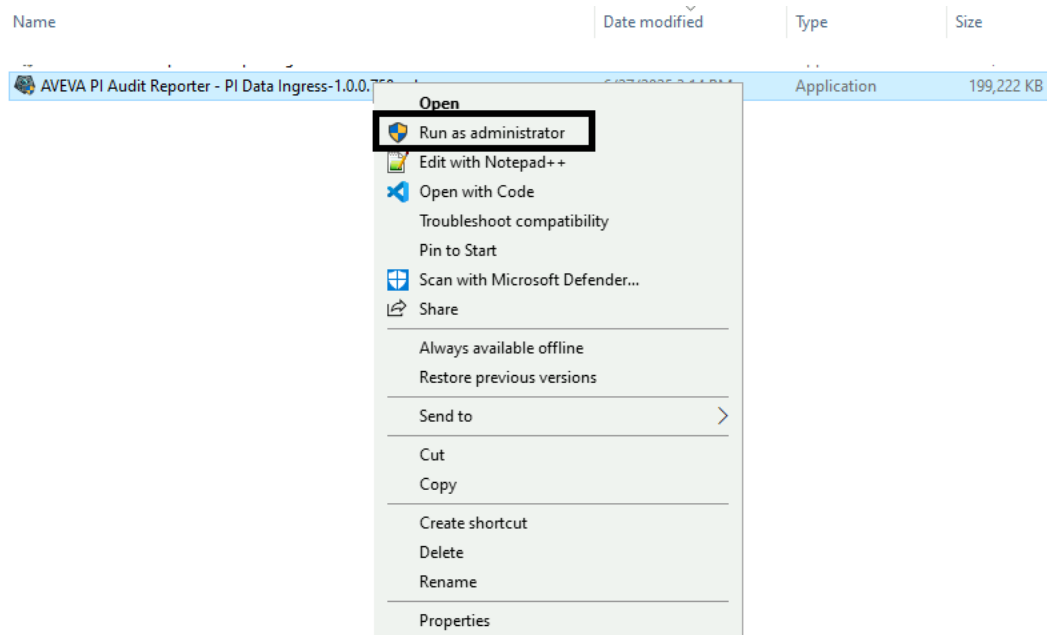 Name Date modified Type Size
AVEVA PI Audit Reporter - PI Data Ingress-1.0.0. Application 199,222 KB
Open
Run as administrator
Edit with Notepad++
Open with Code
Troubleshoot compatibility
Pin to Start
Scan with Microsoft Defender...
Share
Always available offline
Restore previous versions
Send to
Cut
Copy
Create shortcut
Delete
Rename
Properties